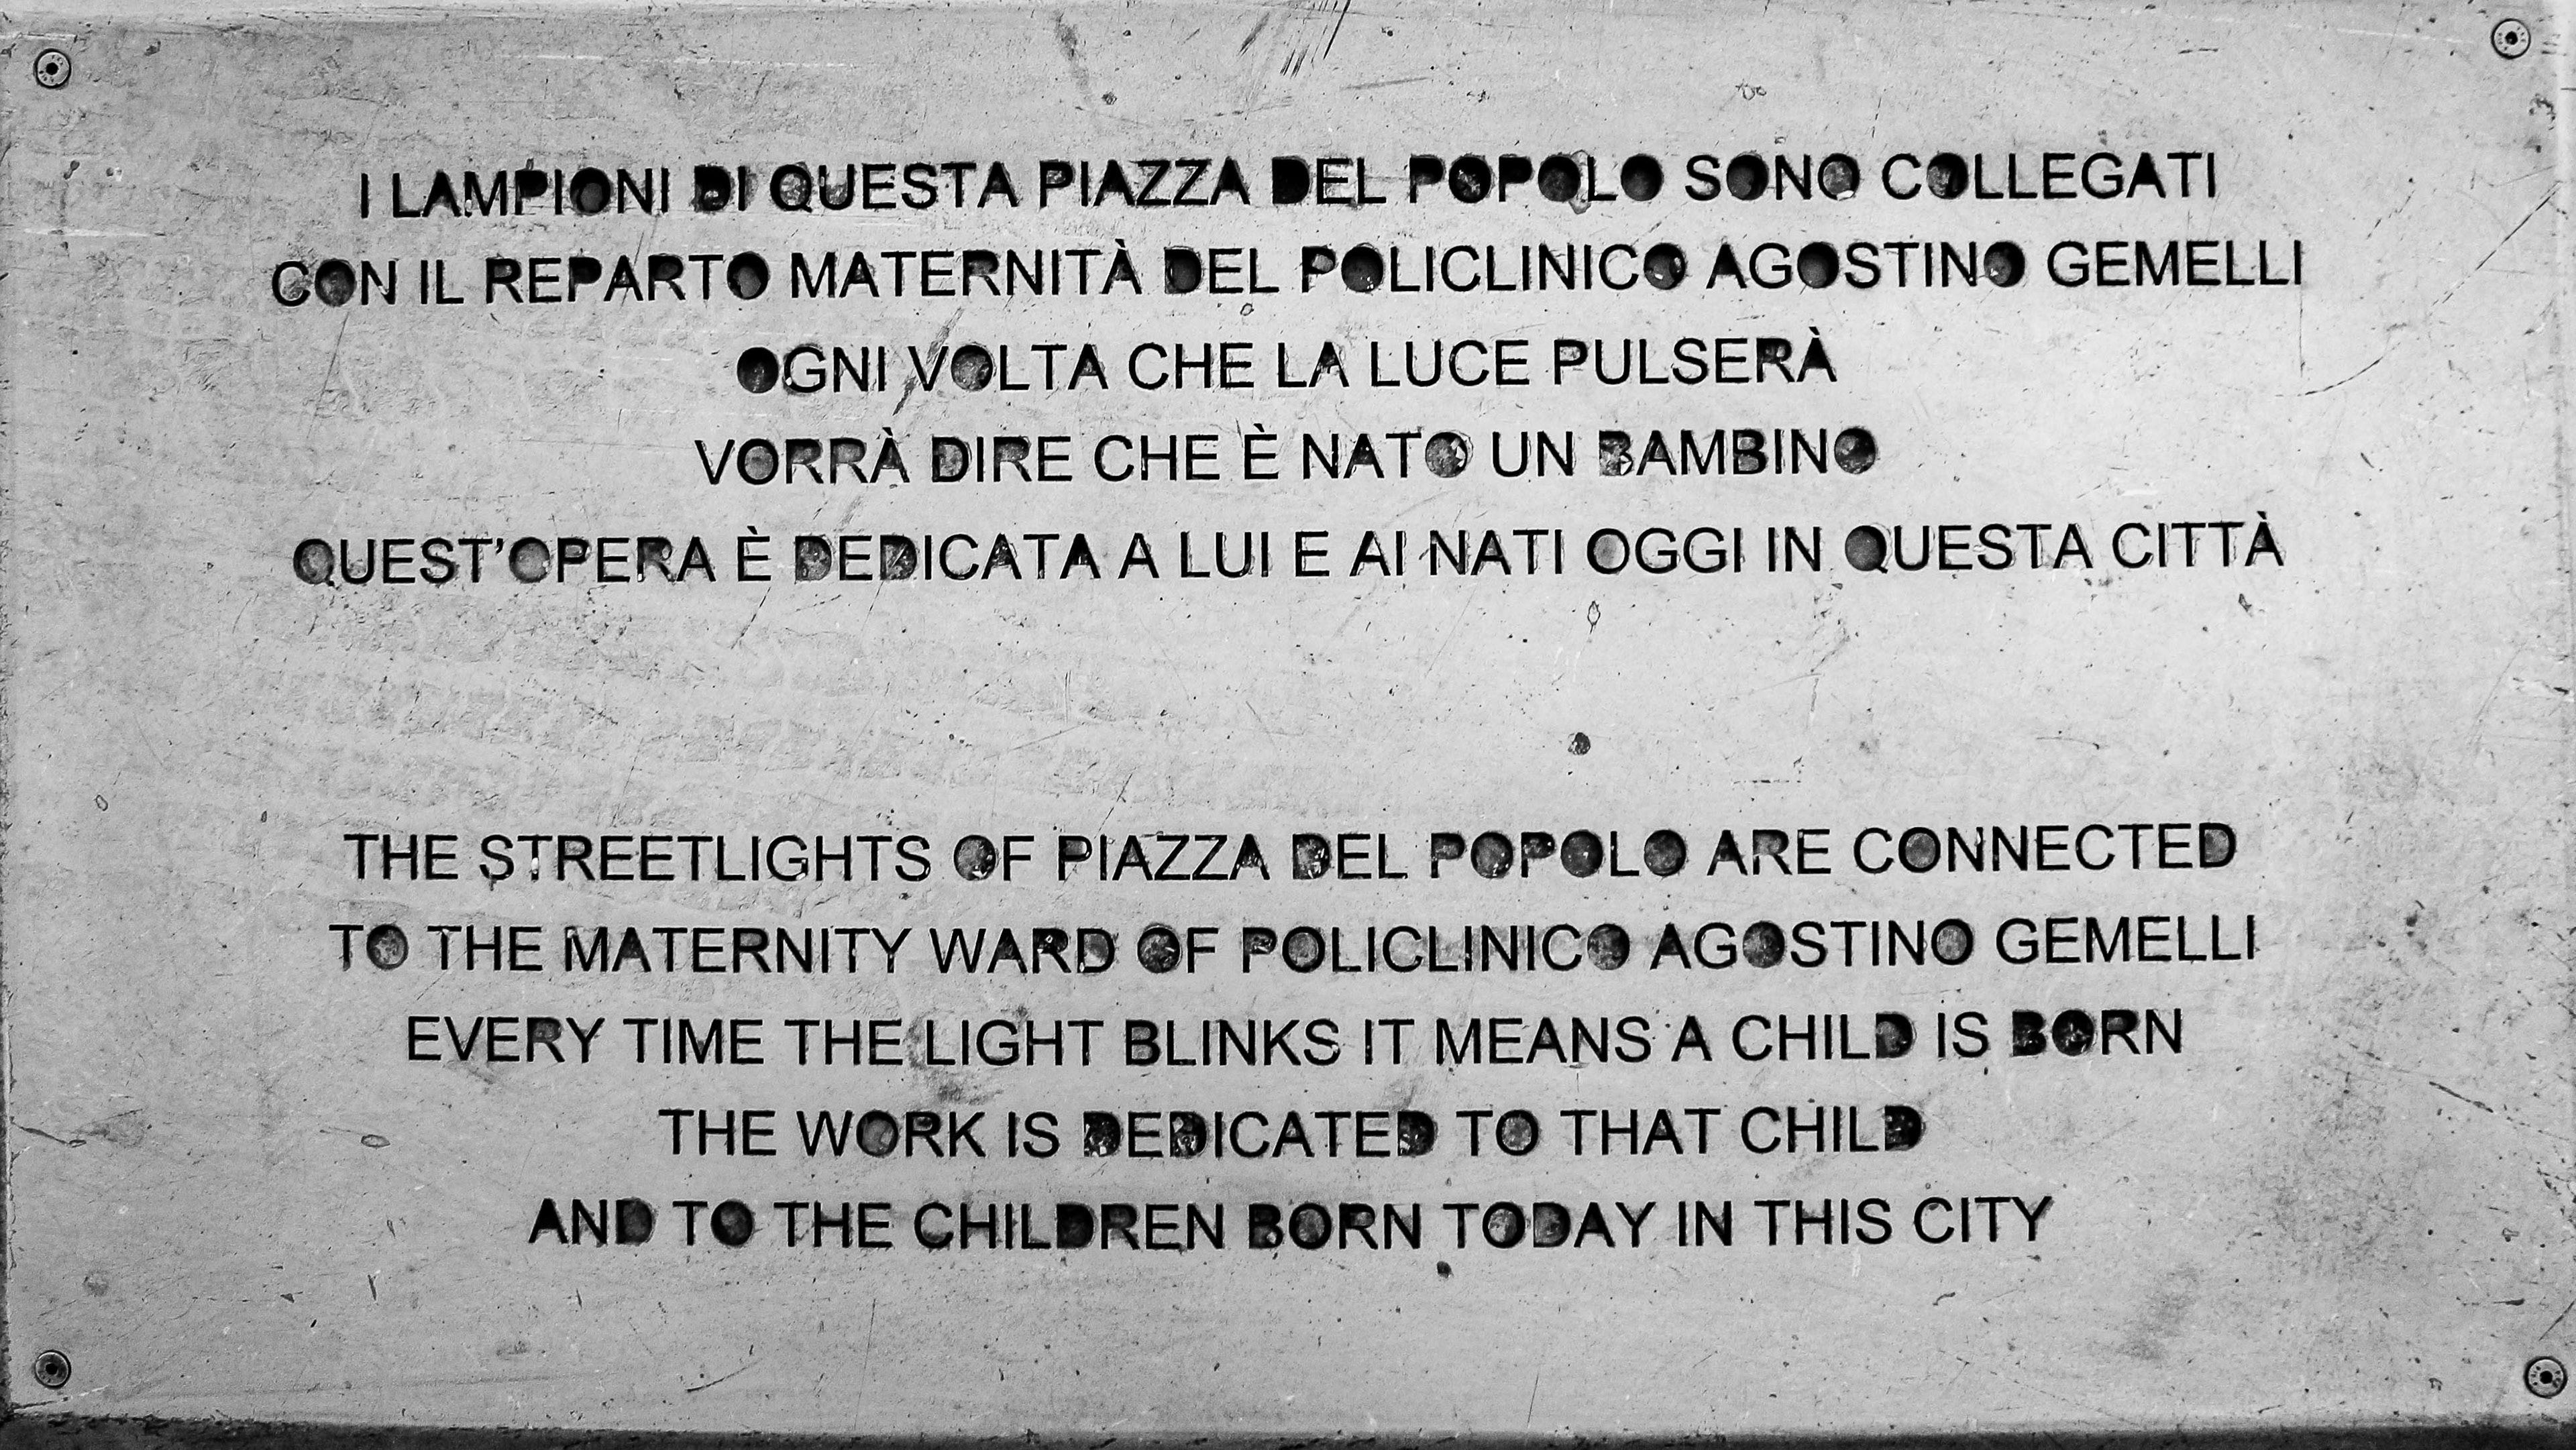 I LAMPIONI DI QUESTA PIAZZA DEL POPOLO SONO COLLEGATI
CON IL REPARTO MATERNITÀ DEL POLICLINICO AGOSTINO GEMELLI
OGNI VOLTA CHE LA LUCE PULSERÀ
VORRÀ DIRE CHE È NATO UN BAMBINO
QUEST'OPERA È DEDICATA A LUI E AI NATI OGGI IN QUESTA CITTÀ
THE STREETLIGHTS OF PIAZZA DEL POPOLO ARE CONNECTED
TO THE MATERNITY WARD OF POLICLINICO AGOSTINO GEMELLI
EVERY TIME THE LIGHT BLINKS IT MEANS A CHILD IS BORN
THE WORK IS DEDICATED TO THAT CHILD
AND TO THE CHILDREN BORN TODAY IN THIS CITY